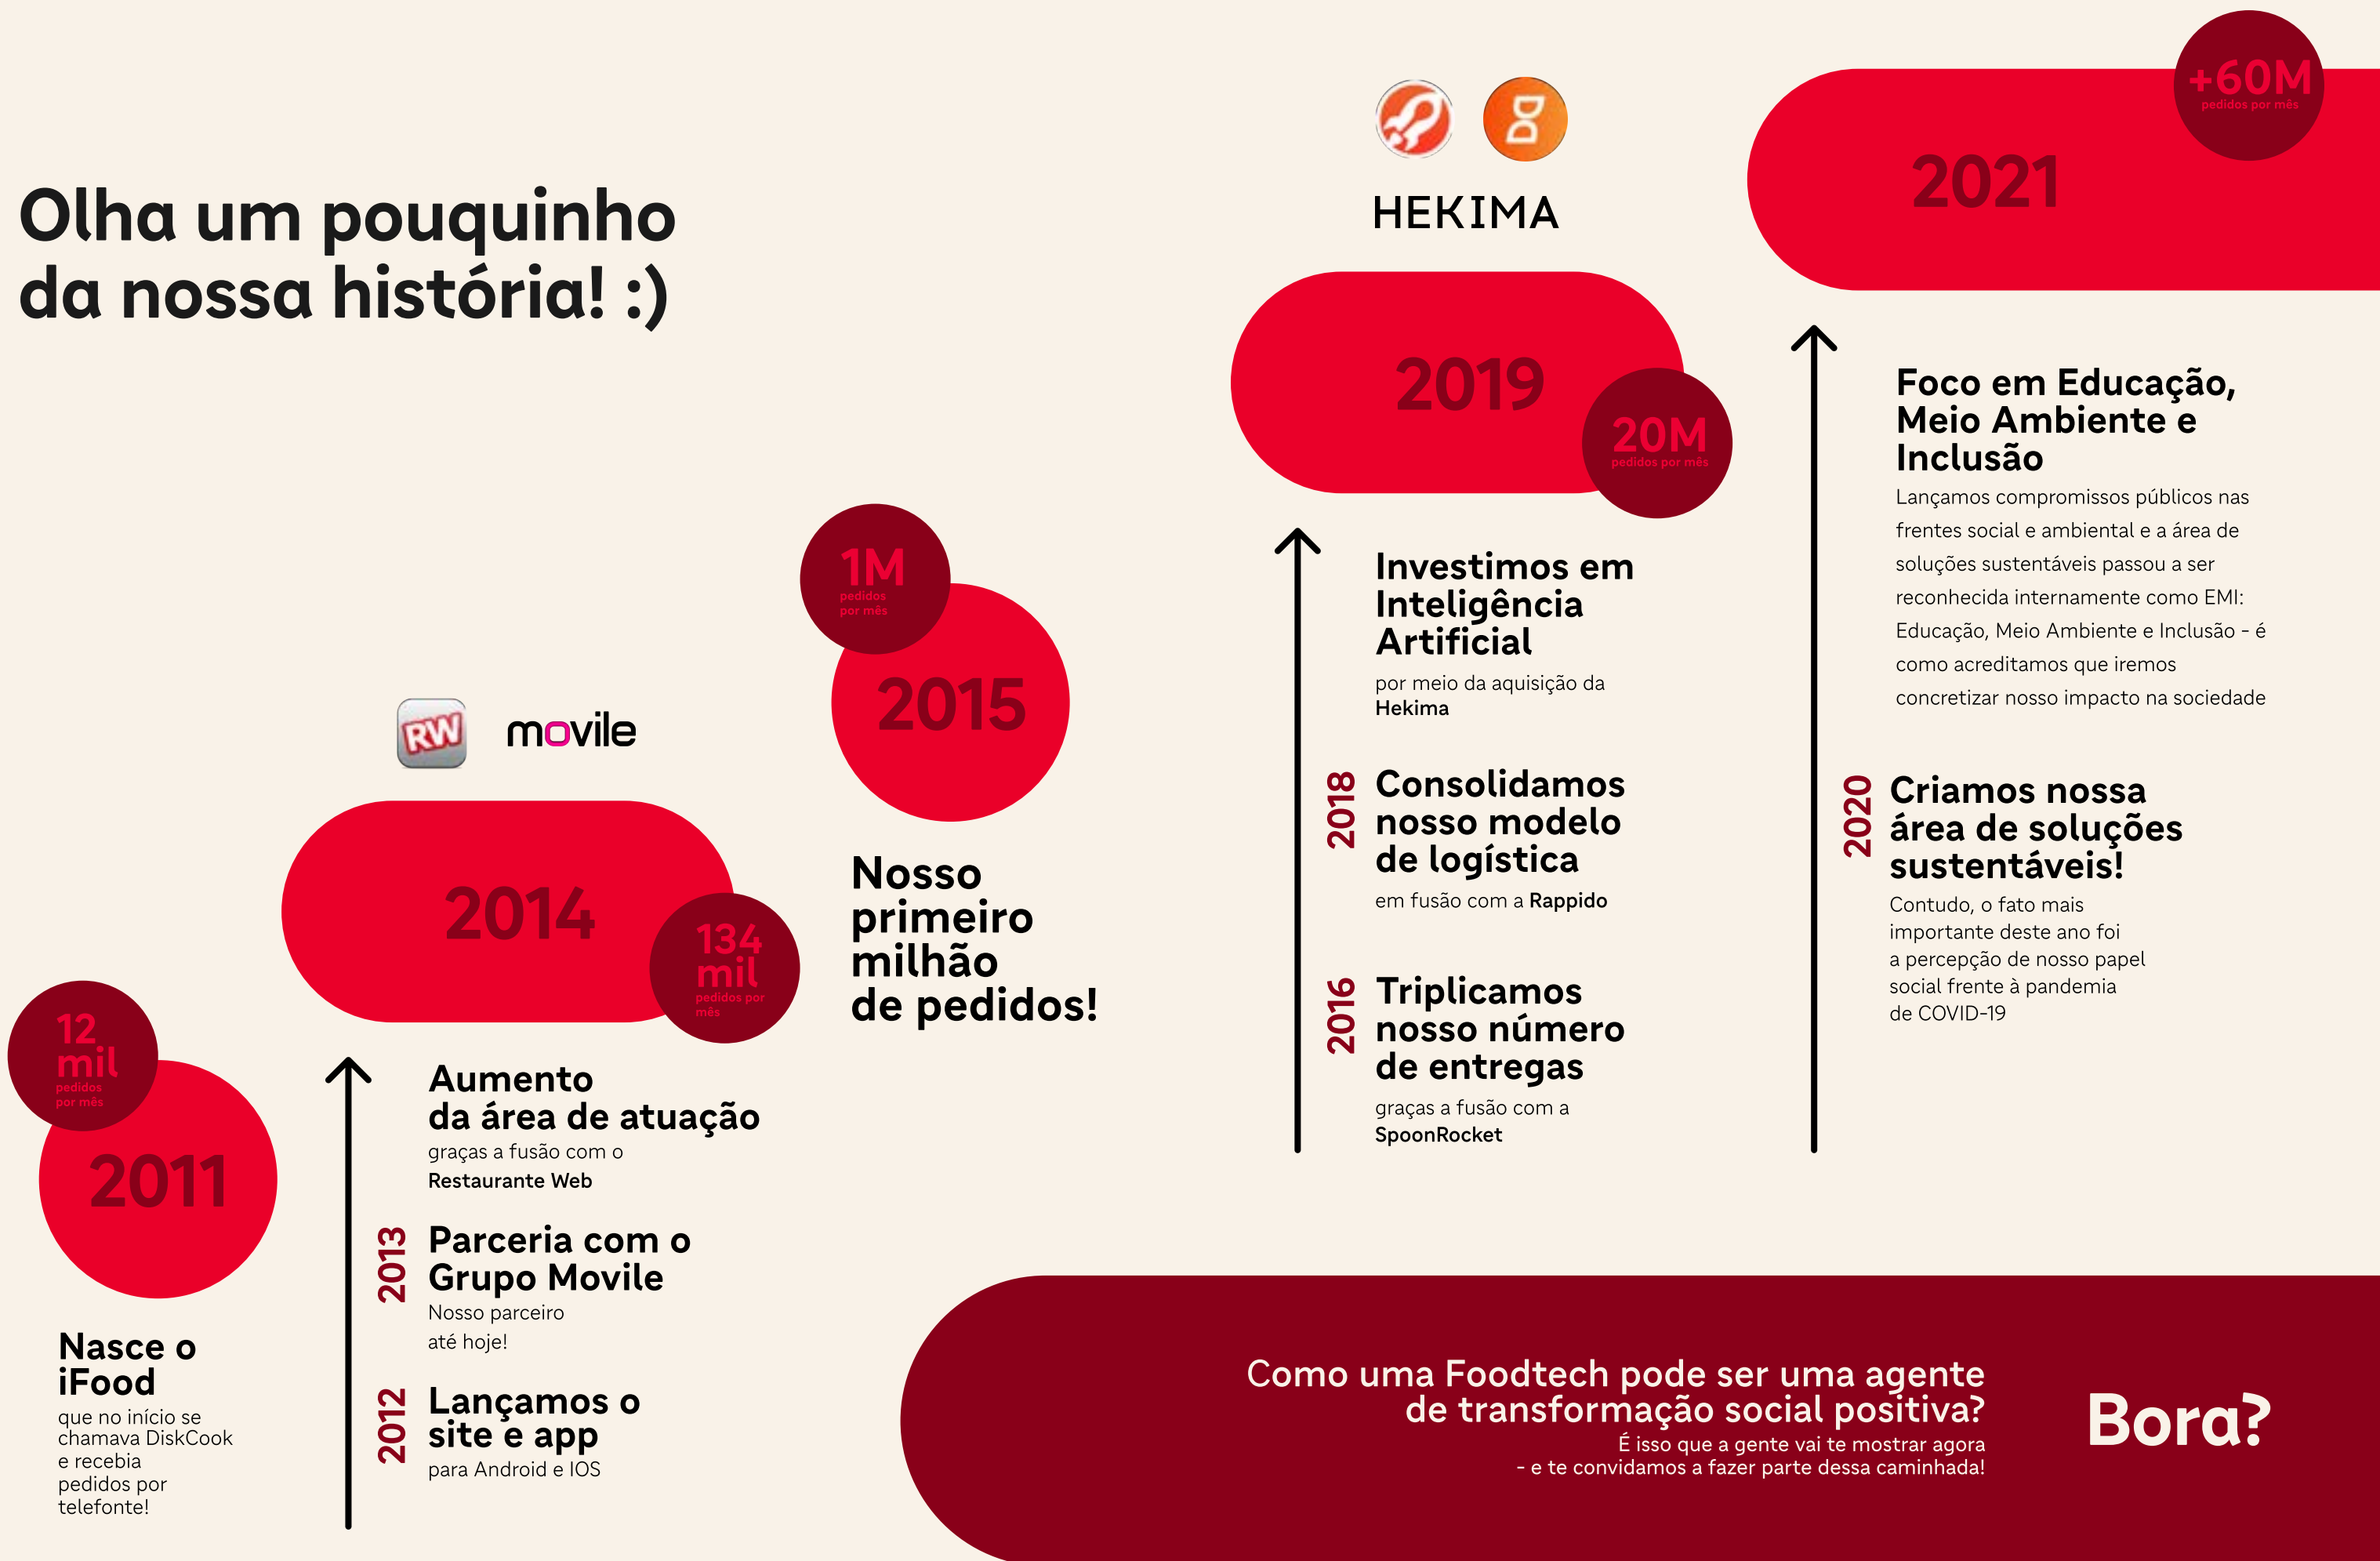 Olha um pouquinho
da nossa história! :)
12
mil
pedidos
por mês
2011
Nasce o
iFood
que no início se
chamava DiskCook
e recebia
pedidos por
telefonte!
RW
movile
2014
134
mil
pedidos por
mês
Aumento
da área de atuação
graças a fusão com o
Restaurante Web
2013
Parceria com o
Grupo Movile
Nosso parceiro
até hoje!
2012
Lançamos o
site e app
para Android e IOS
1M
pedidos
por mês
2015
Nosso
primeiro
milhão
de pedidos!
HEKIMA
2019
20M
pedidos por mês
Investimos em
Inteligência
Artificial
por meio da aquisição da
Hekima
2018
Consolidamos
nosso modelo
de logística
em fusão com a Rappido
2016
Triplicamos
nosso número
de entregas
graças a fusão com a
SpoonRocket
+60M
pedidos por mês
2021
Foco em Educação,
Meio Ambiente e
Inclusão
Lançamos compromissos públicos nas
frentes social e ambiental e a área de
soluções sustentáveis passou a ser
reconhecida internamente como EMI:
Educação, Meio Ambiente e Inclusão - é
como acreditamos que iremos
concretizar nosso impacto na sociedade
2020
Criamos nossa
área de soluções
sustentáveis!
Contudo, o fato mais
importante deste ano foi
a percepção de nosso papel
social frente à pandemia
de COVID-19
Como uma Foodtech pode ser uma agente
de transformação social positiva?
É isso que a gente vai te mostrar agora
- e te convidamos a fazer parte dessa caminhada!
Bora?